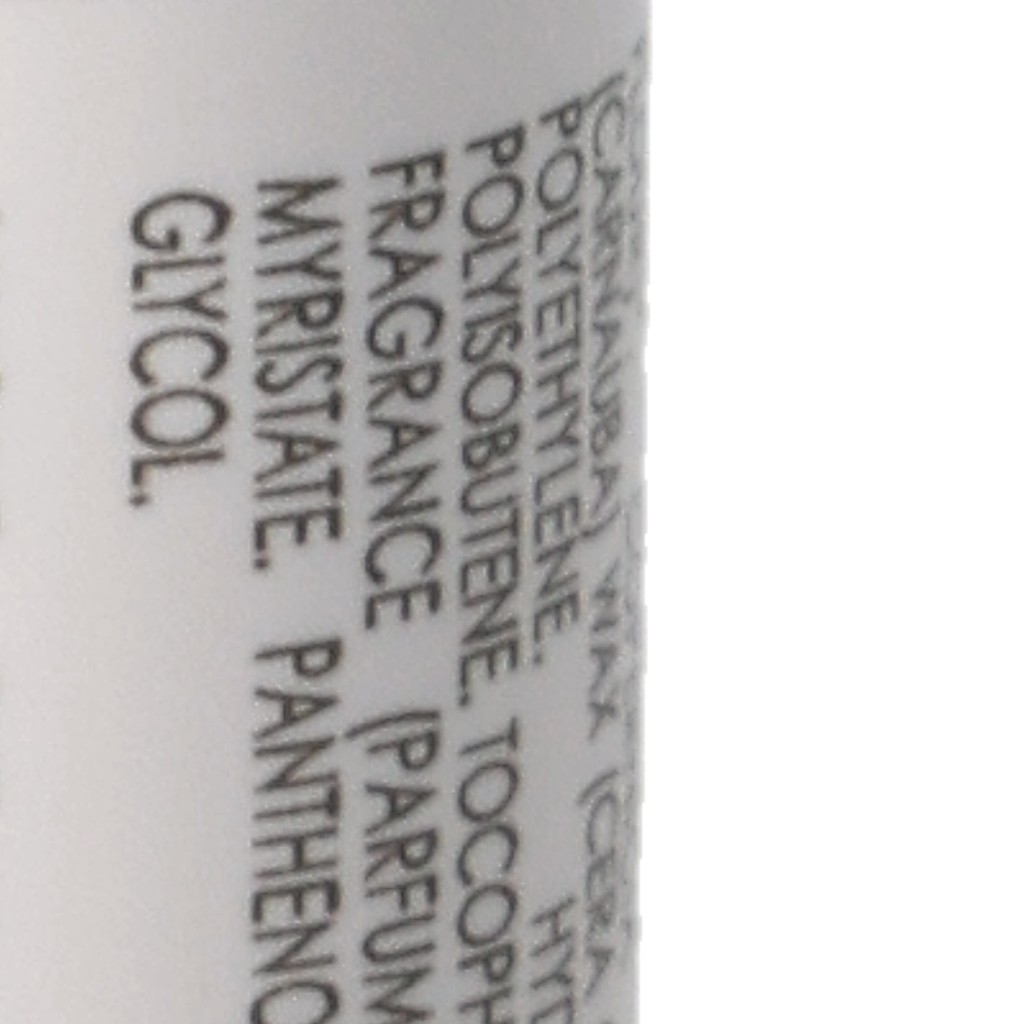 (CARNAUBA) WAX (CERA
POLYETHYLENE. HYD
POLYISOBUTENE. TOCOPH
FRAGRANCE (PARFUM
MYRISTATE. PANTHENO
GLYCOL.